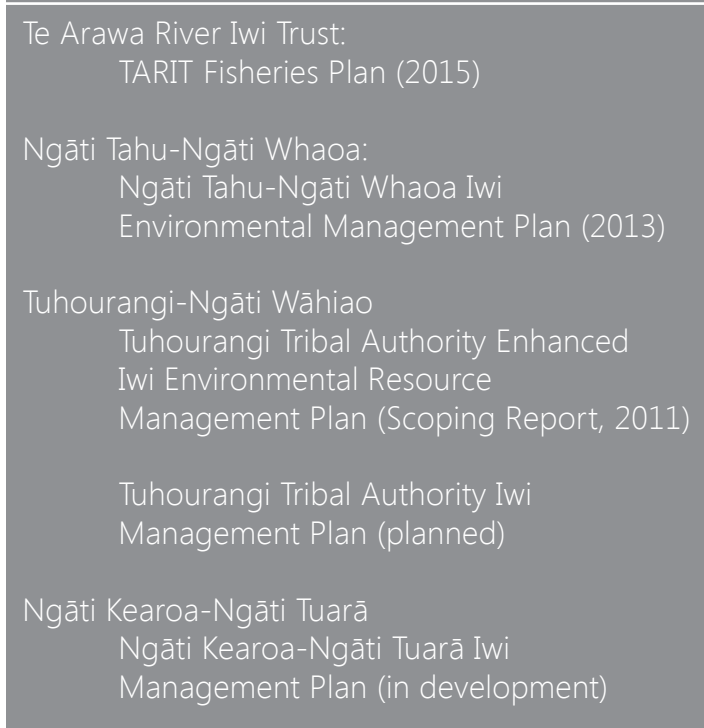 Te Arawa River Iwi Trust:
TARIT Fisheries Plan (2015)
Ngāti Tahu-Ngāti Whaoa:
Ngāti Tahu-Ngāti Whaoa Iwi
Environmental Management Plan (2013)
Tuhourangi-Ngāti Wāhiao
Tuhourangi Tribal Authority Enhanced
Iwi Environmental Resource
Management Plan (Scoping Report, 2011)
Tuhourangi Tribal Authority Iwi
Management Plan (planned)
Ngāti Kearoa-Ngāti Tuarā
Ngāti Kearoa-Ngāti Tuarā Iwi
Management Plan (in development)